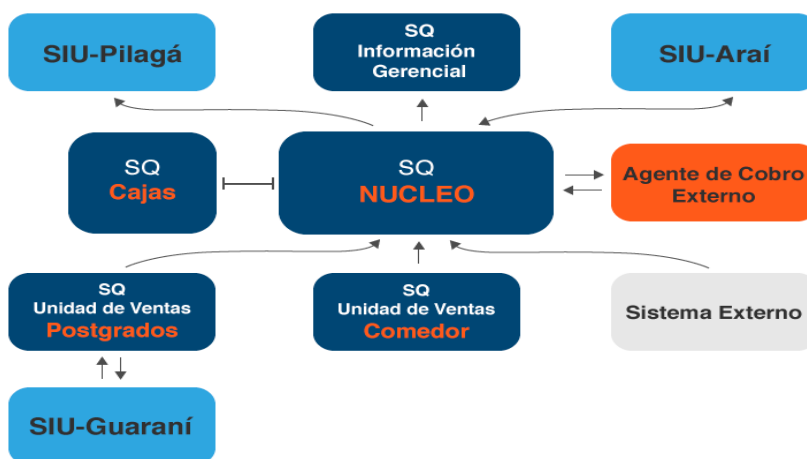 SIU-Pilagá
SQ
Información
Gerencial
SIU-Araí
SQ
Cajas
SQ
NUCLEO
Agente de Cobro
Externo
SQ
Unidad de Ventas
Postgrados
SQ
Unidad de Ventas
Comedor
Sistema Externo
SIU-Guaraní